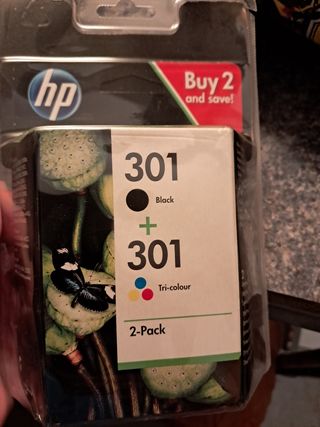 hp
Buy 2
and save!
301
Black
+
301
Tri-colour
2-Pack